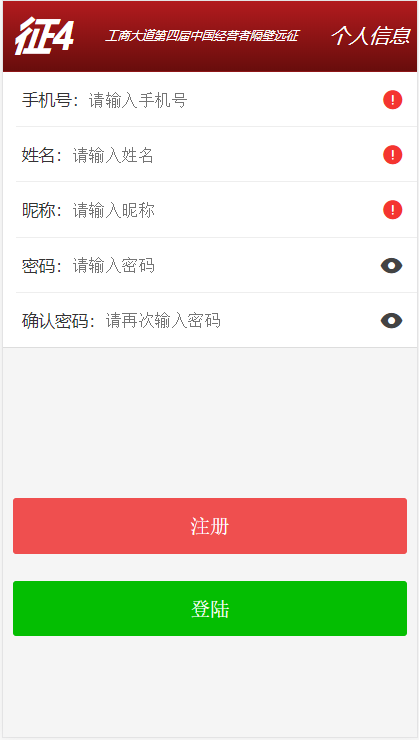 征4
工商大道第四届中国经营者隔壁远征
个人信息
手机号：请输入手机号
姓名：请输入姓名
昵称：请输入昵称
密码：请输入密码
确认密码：请再次输入密码
注册
登陆